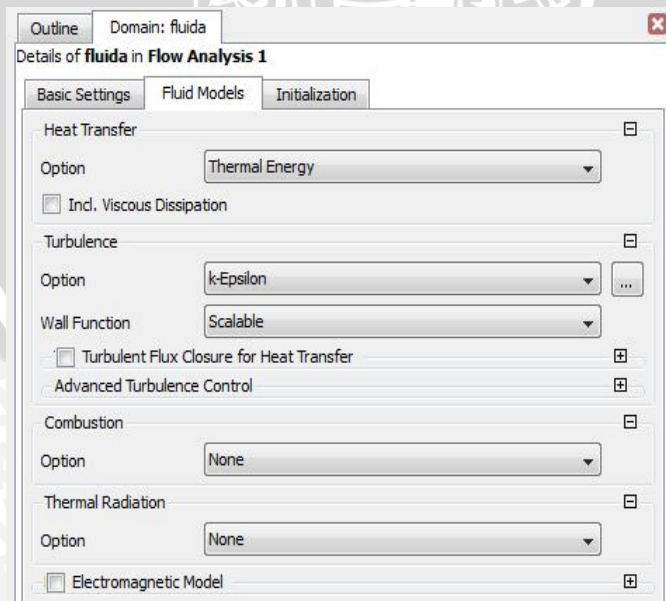 Outline Domain: fluida
Details of fluida in Flow Analysis 1
Basic Settings Fluid Models Initialization
Heat Transfer
Option Thermal Energy
Incl. Viscous Dissipation
Turbulence
Option k-Epsilon ...
Wall Function Scalable
Turbulent Flux Closure for Heat Transfer
Advanced Turbulence Control
Combustion
Option None
Thermal Radiation
Option None
Electromagnetic Model